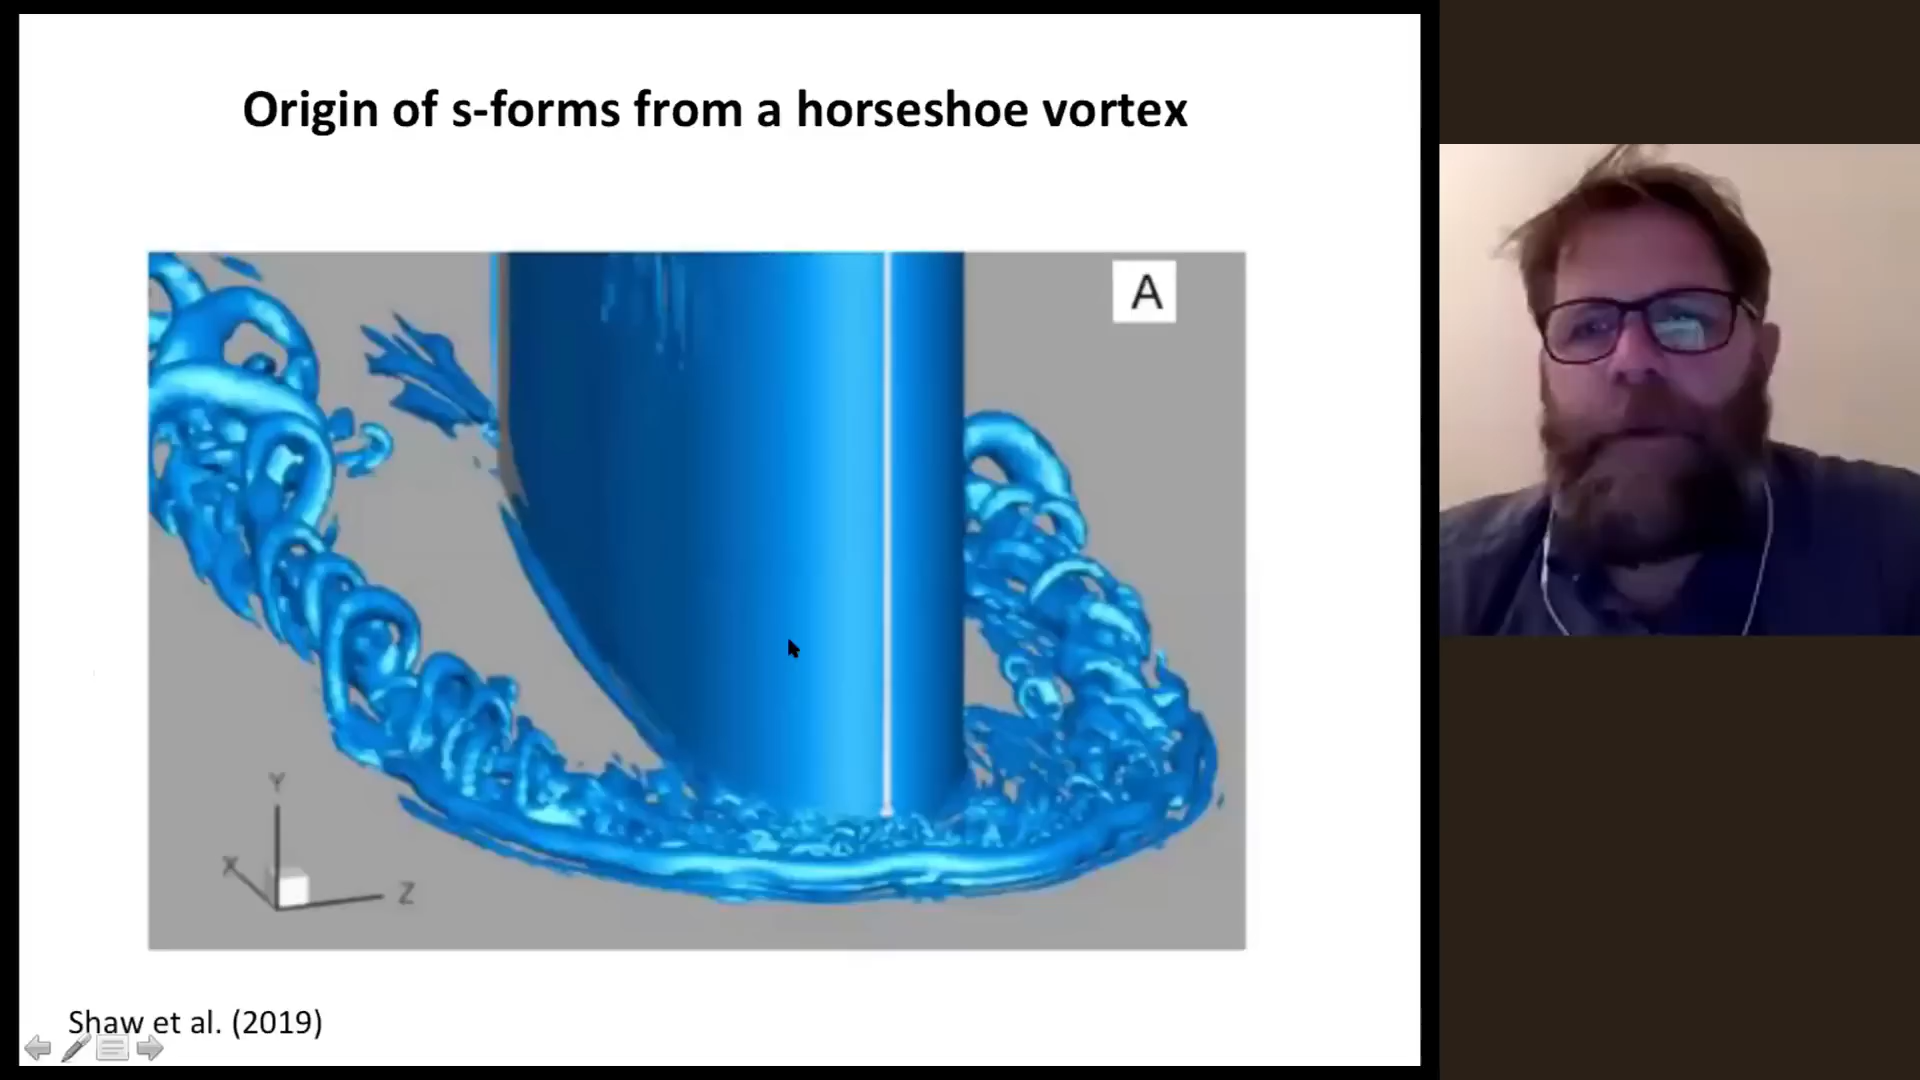 Origin of s-forms from a horseshoe vortex
A
Y
X
Z
Shaw et al. (2019)